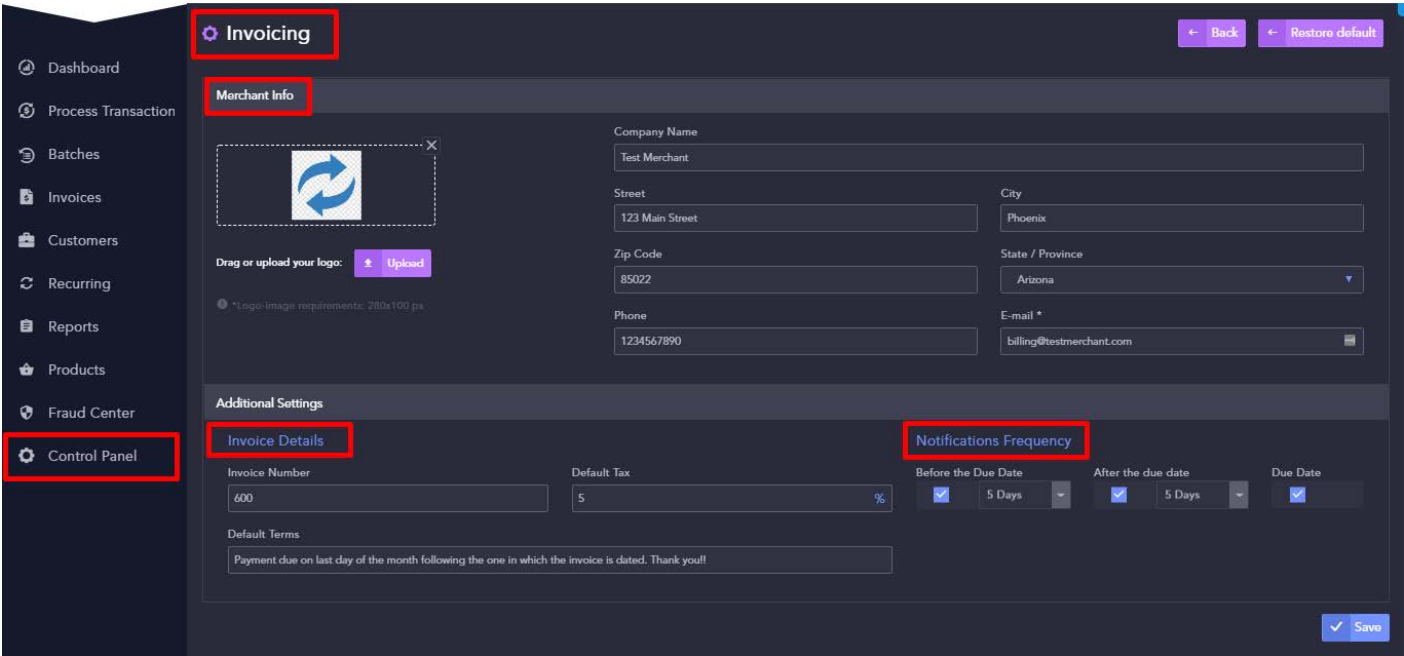 Invoicing
← Back
← Restore default
Dashboard
Process Transaction
Batches
Invoices
Customers
Recurring
Reports
Products
Fraud Center
Control Panel
Merchant Info
Drag or upload your logo:
Upload
*Logo-image requirements: 280x100 px
Company Name
Test Merchant
Street
City
123 Main Street
Phoenix
Zip Code
State / Province
85022
Arizona
Phone
E-mail *
1234567890
billing@testmerchant.com
Additional Settings
Invoice Details
Notifications Frequency
Invoice Number
Default Tax
Before the Due Date
After the due date
Due Date
600
5
%
5 Days
5 Days
Default Terms
Payment due on last day of the month following the one in which the invoice is dated. Thank you!!
Save